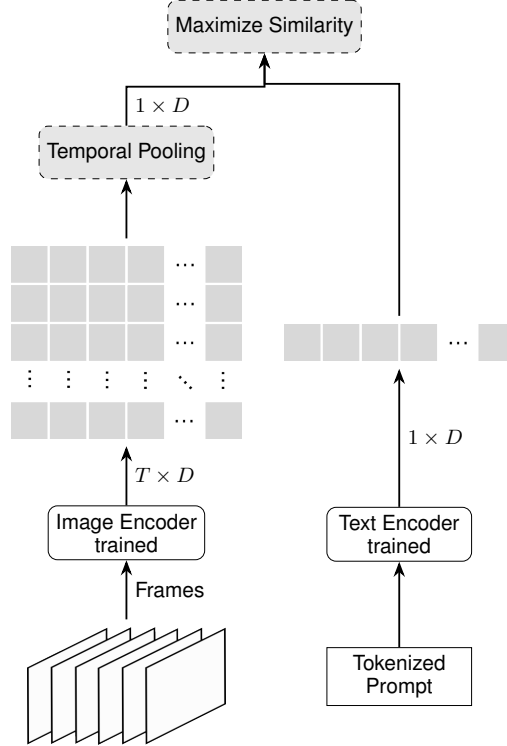 Maximize Similarity
1 × D
Temporal Pooling
T × D
1 × D
Image Encoder
trained
Text Encoder
trained
Frames
Tokenized
Prompt